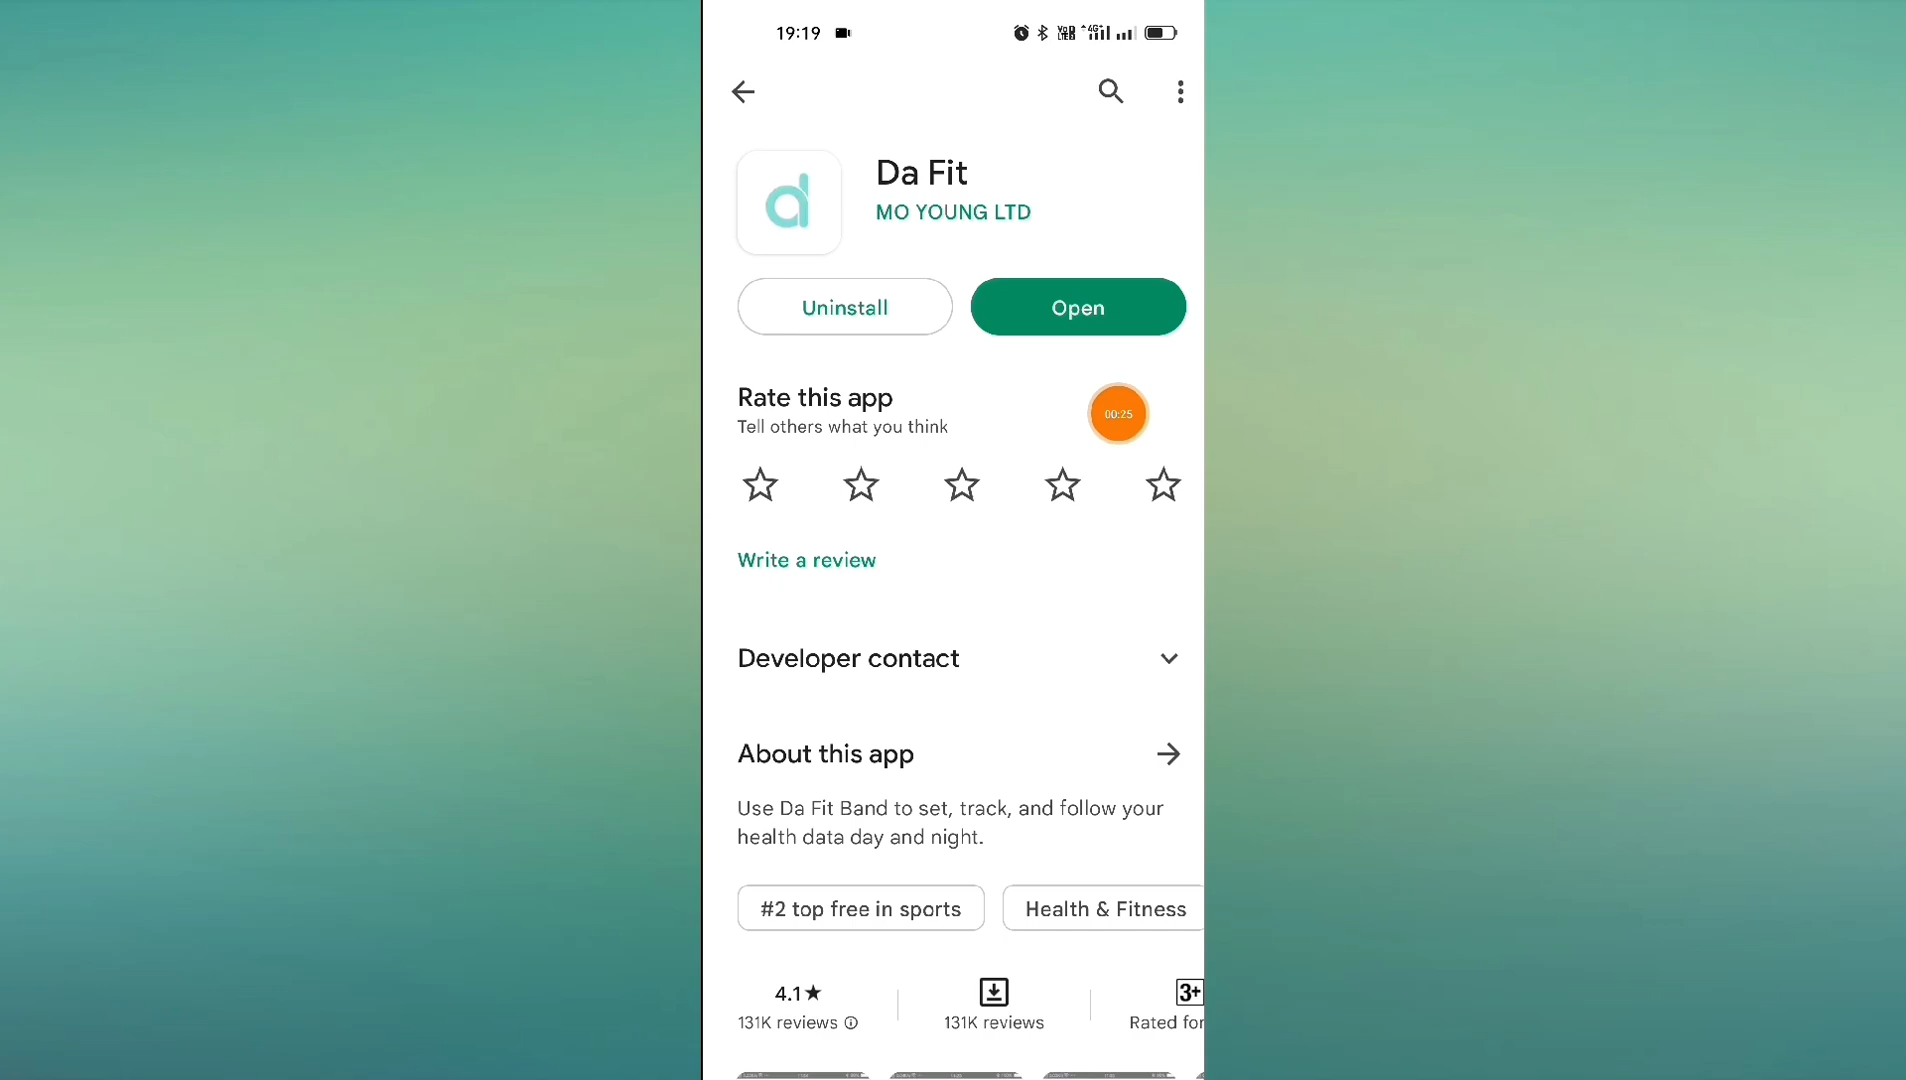 19:19
Da Fit
MO YOUNG LTD
Uninstall
Open
Rate this app
Tell others what you think
00:25
Write a review
Developer contact
About this app
Use Da Fit Band to set, track, and follow your
health data day and night.
#2 top free in sports
Health & Fitness
4.1★
3+
131K reviews
131K reviews
Rated for